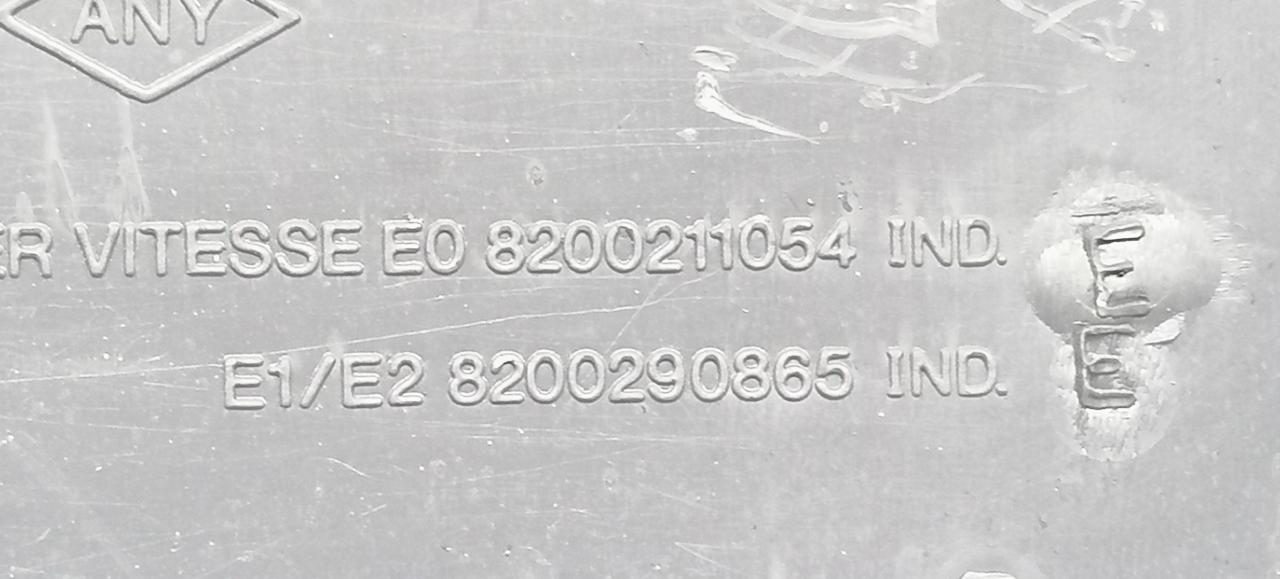 ANY
ER VITESSE E0 8200211054 IND. E
E1/E2 8200290865 IND. E